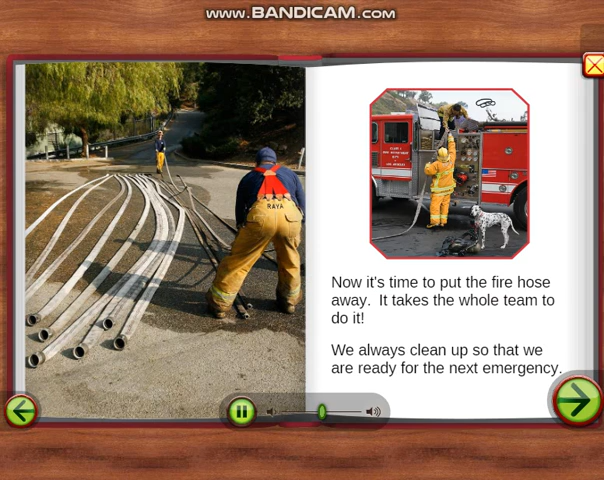 www.BANDICAM.com
RAYA
Now it's time to put the fire hose
away. It takes the whole team to
do it!
We always clean up so that we
are ready for the next emergency.